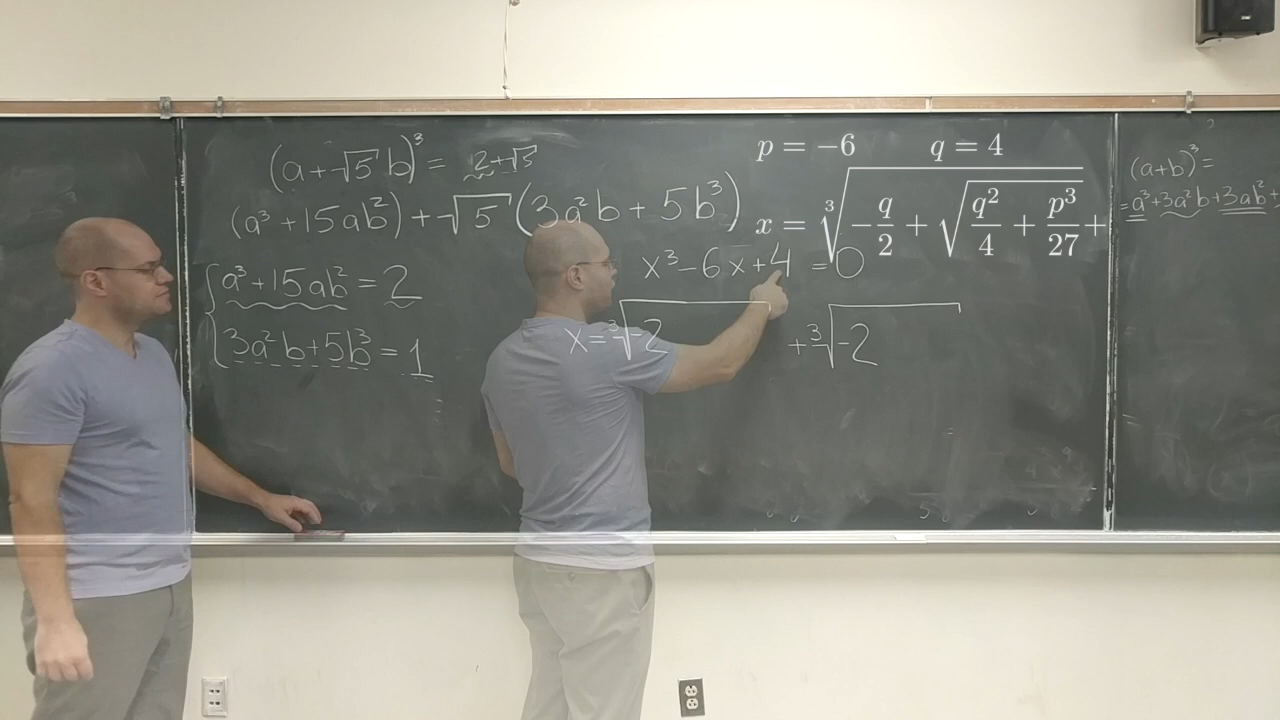 (a+√5 b)³ = 2+√5
(a³+15ab²)+√5(3a²b+5b³)
{a³+15ab²=2
3a²b+5b³=1
p = −6 q = 4
x = ∛−q/2 + √q²/4 + p³/27 +
x³−6x+4 =0
x=∛-2 +∛-2
(a+b)³=
=a³+3a²b+3ab²+